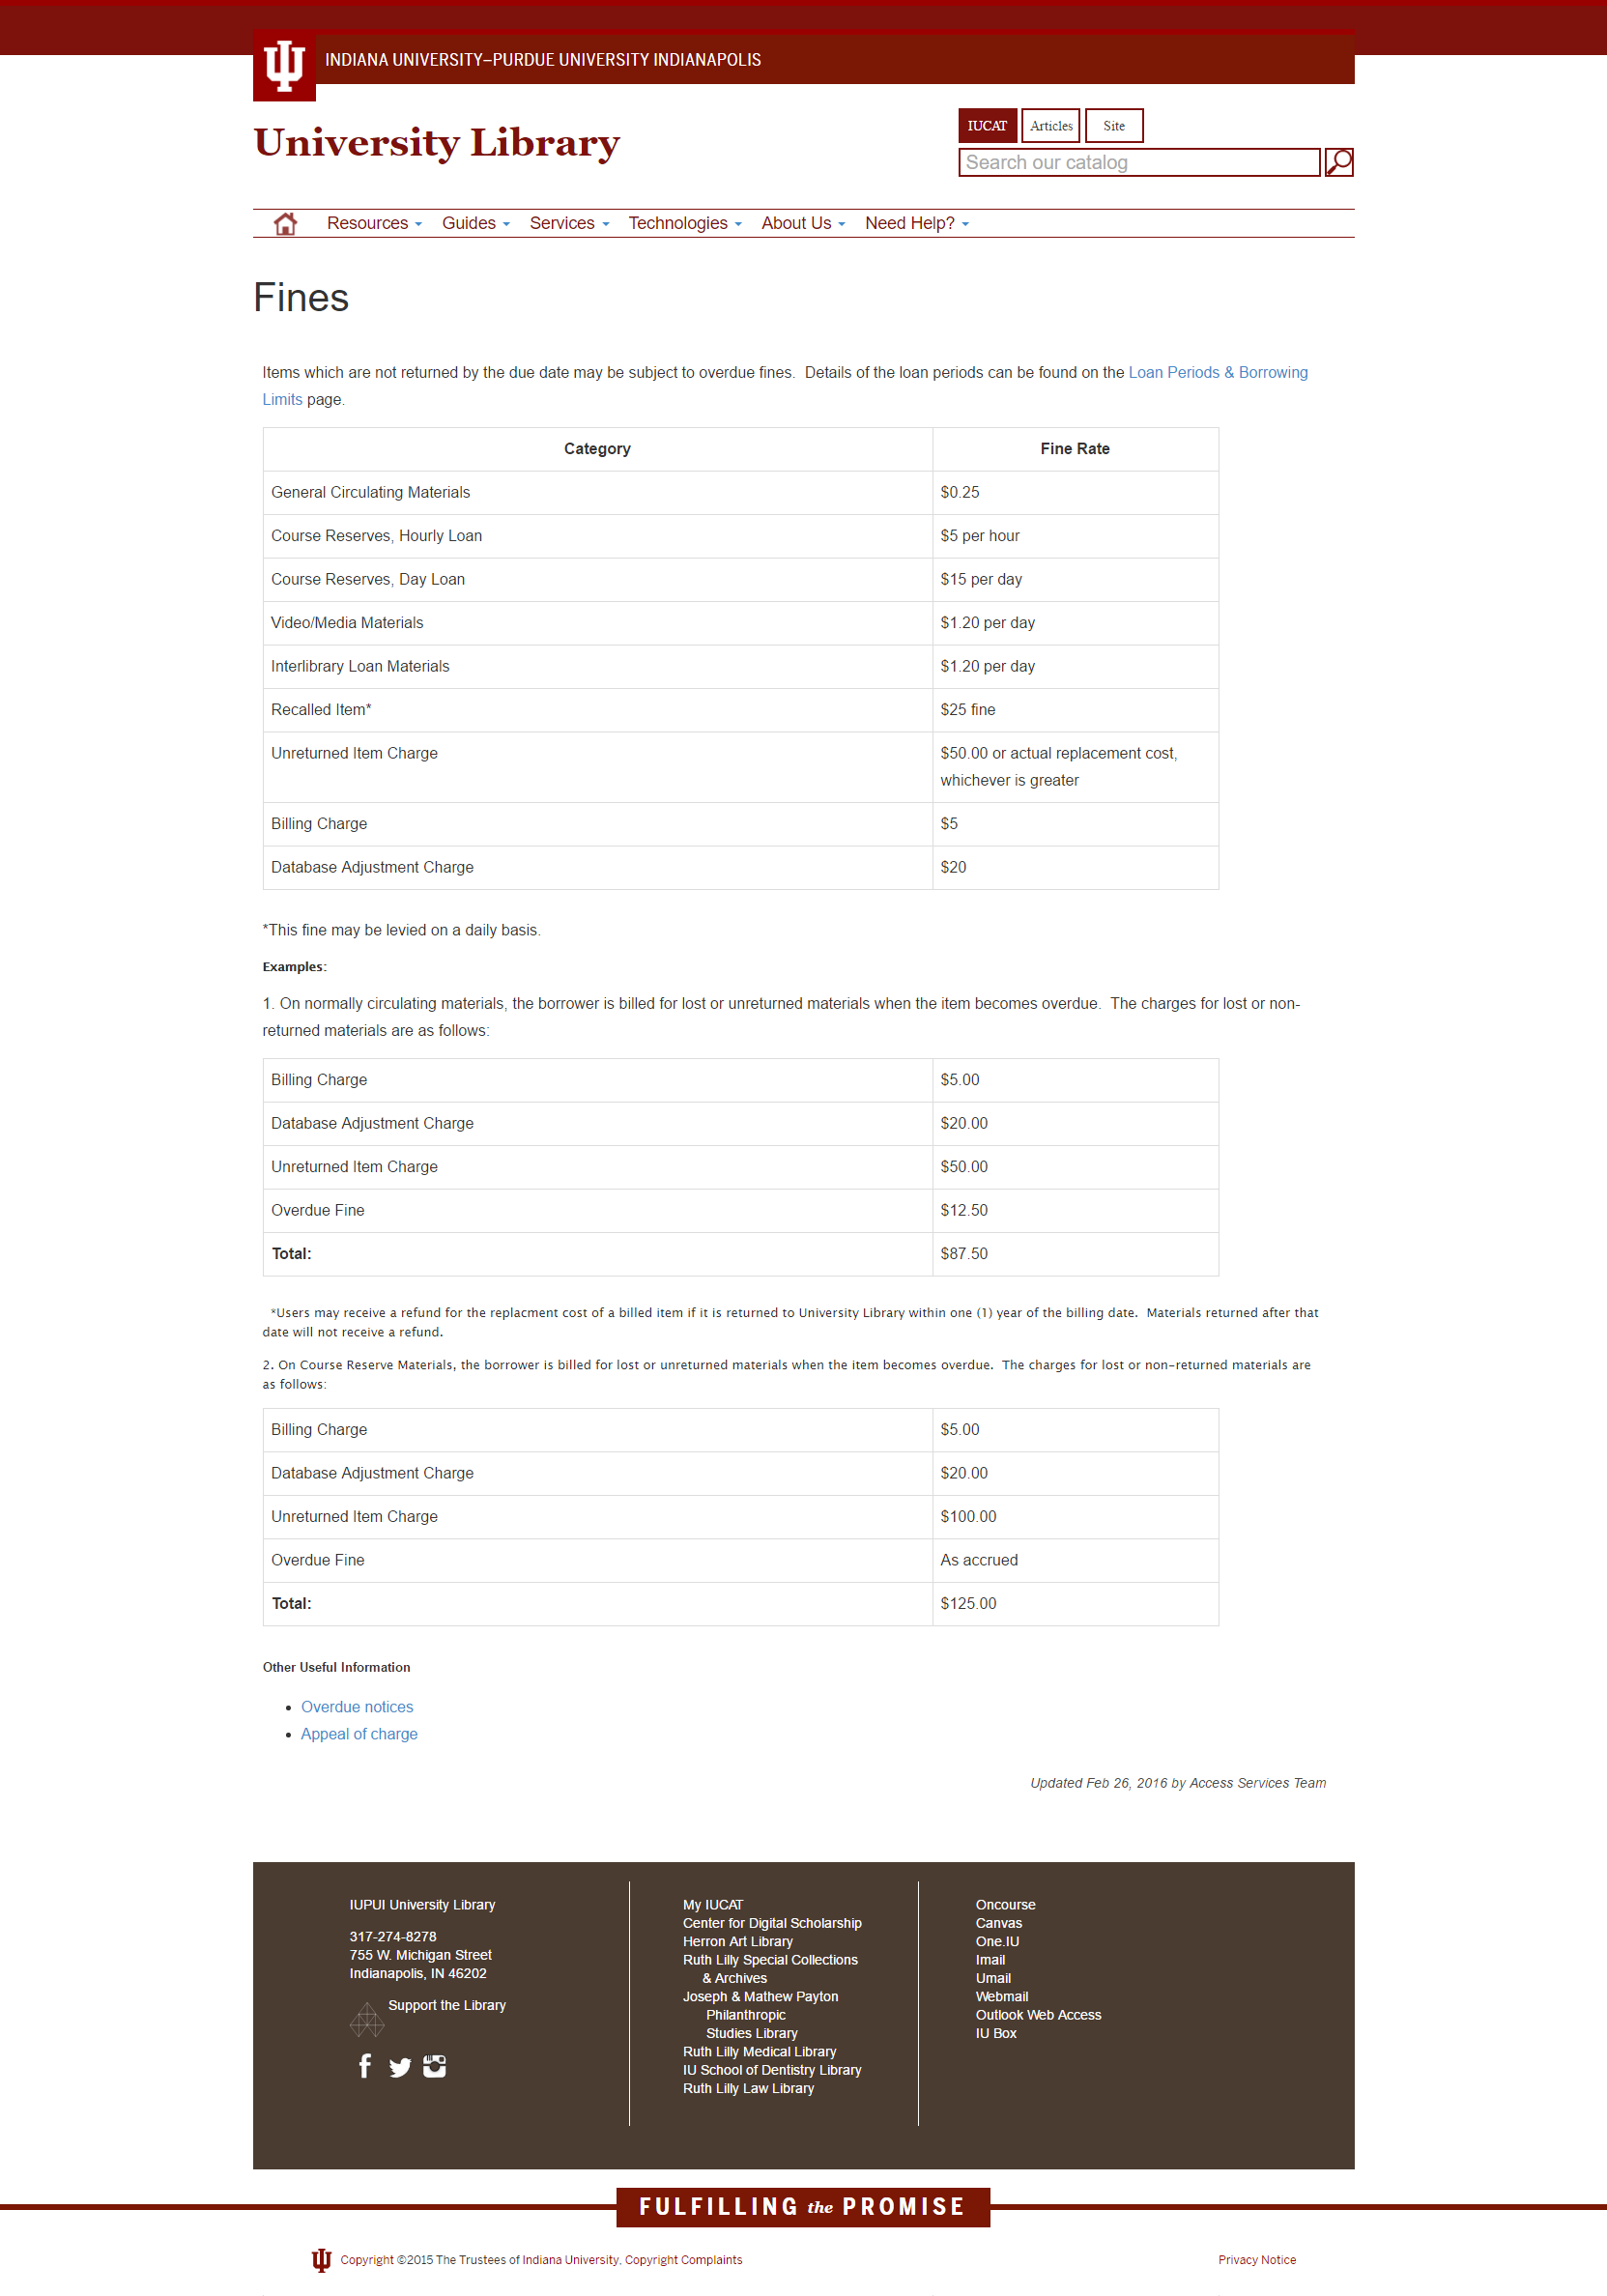 INDIANA UNIVERSITY–PURDUE UNIVERSITY INDIANAPOLIS
University Library
IUCAT Articles Site
Search our catalog
Resources Guides Services Technologies About Us Need Help?
Fines
Items which are not returned by the due date may be subject to overdue fines. Details of the loan periods can be found on the Loan Periods & Borrowing
Limits page.
Category Fine Rate
General Circulating Materials $0.25
Course Reserves, Hourly Loan $5 per hour
Course Reserves, Day Loan $15 per day
Video/Media Materials $1.20 per day
Interlibrary Loan Materials $1.20 per day
Recalled Item* $25 fine
Unreturned Item Charge $50.00 or actual replacement cost,
whichever is greater
Billing Charge $5
Database Adjustment Charge $20
*This fine may be levied on a daily basis.
Examples:
1. On normally circulating materials, the borrower is billed for lost or unreturned materials when the item becomes overdue. The charges for lost or non-
returned materials are as follows:
Billing Charge $5.00
Database Adjustment Charge $20.00
Unreturned Item Charge $50.00
Overdue Fine $12.50
Total: $87.50
*Users may receive a refund for the replacment cost of a billed item if it is returned to University Library within one (1) year of the billing date. Materials returned after that
date will not receive a refund.
2. On Course Reserve Materials, the borrower is billed for lost or unreturned materials when the item becomes overdue. The charges for lost or non-returned materials are
as follows:
Billing Charge $5.00
Database Adjustment Charge $20.00
Unreturned Item Charge $100.00
Overdue Fine As accrued
Total: $125.00
Other Useful Information
• Overdue notices
• Appeal of charge
Updated Feb 26, 2016 by Access Services Team
IUPUI University Library
317-274-8278
755 W. Michigan Street
Indianapolis, IN 46202
Support the Library
My IUCAT
Center for Digital Scholarship
Herron Art Library
Ruth Lilly Special Collections
& Archives
Joseph & Mathew Payton
Philanthropic
Studies Library
Ruth Lilly Medical Library
IU School of Dentistry Library
Ruth Lilly Law Library
Oncourse
Canvas
One.IU
Imail
Umail
Webmail
Outlook Web Access
IU Box
FULFILLING the PROMISE
Copyright ©2015 The Trustees of Indiana University, Copyright Complaints Privacy Notice